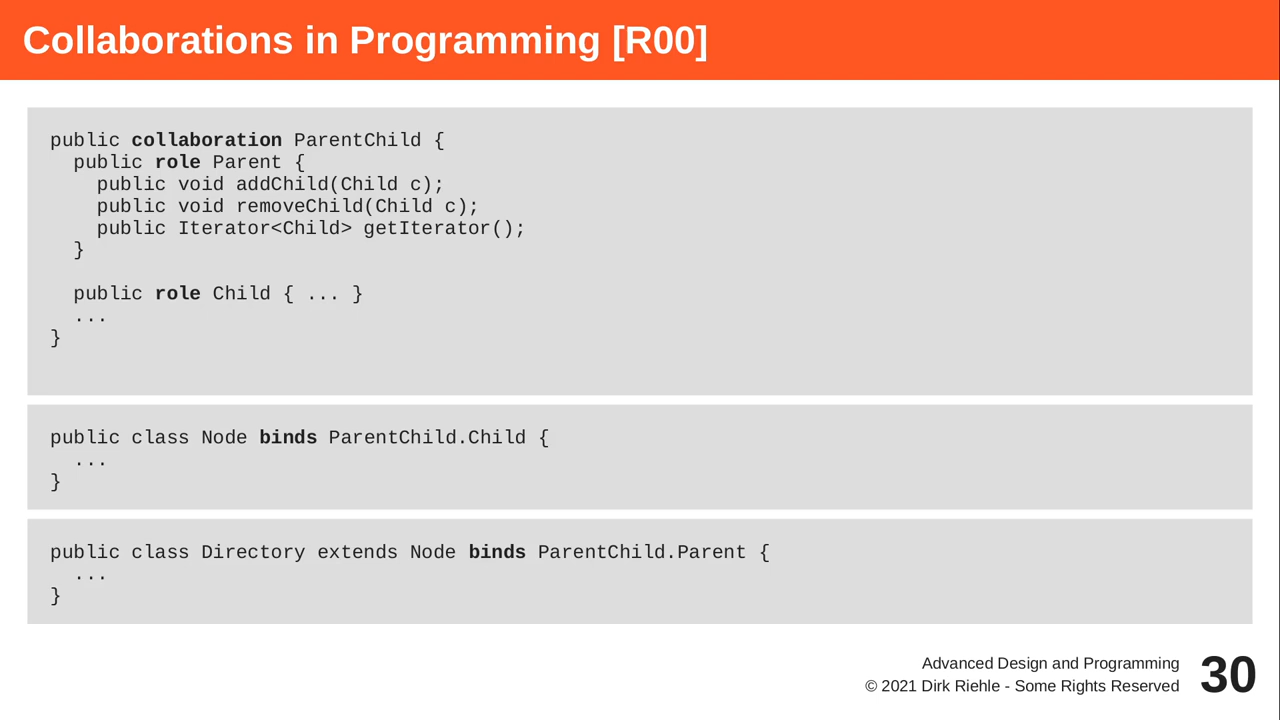 Collaborations in Programming [R00]
public collaboration ParentChild {
  public role Parent {
    public void addChild(Child c);
    public void removeChild(Child c);
    public Iterator<Child> getIterator();
  }
  public role Child { ... }
  ...
}
public class Node binds ParentChild.Child {
  ...
}
public class Directory extends Node binds ParentChild.Parent {
  ...
}
Advanced Design and Programming
© 2021 Dirk Riehle - Some Rights Reserved
30